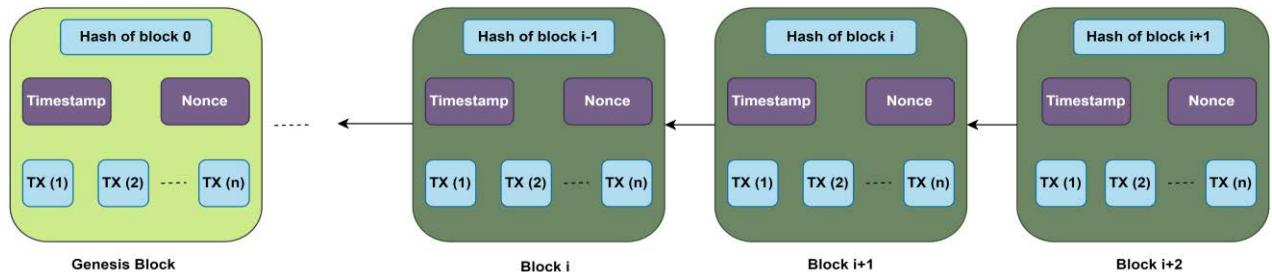 Hash of block 0
Timestamp
Nonce
TX (1)
TX (2)
TX (n)
Genesis Block
Hash of block i-1
Timestamp
Nonce
TX (1)
TX (2)
TX (n)
Block i
Hash of block i
Timestamp
Nonce
TX (1)
TX (2)
TX (n)
Block i+1
Hash of block i+1
Timestamp
Nonce
TX (1)
TX (2)
TX (n)
Block i+2